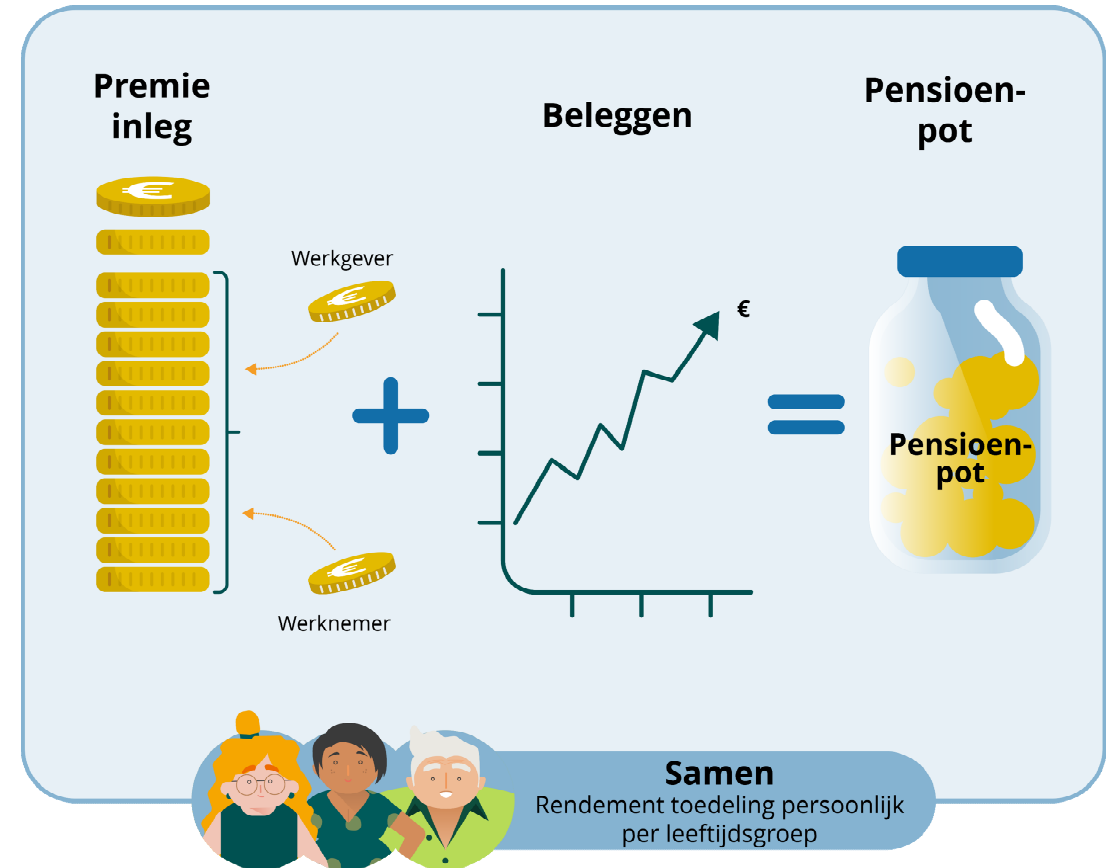 Premie
inleg
Beleggen
Pensioen-
pot
€
Werkgever
€
€
Pensioen-
pot
€
Werknemer
Samen
Rendement toedeling persoonlijk
per leeftijdsgroep